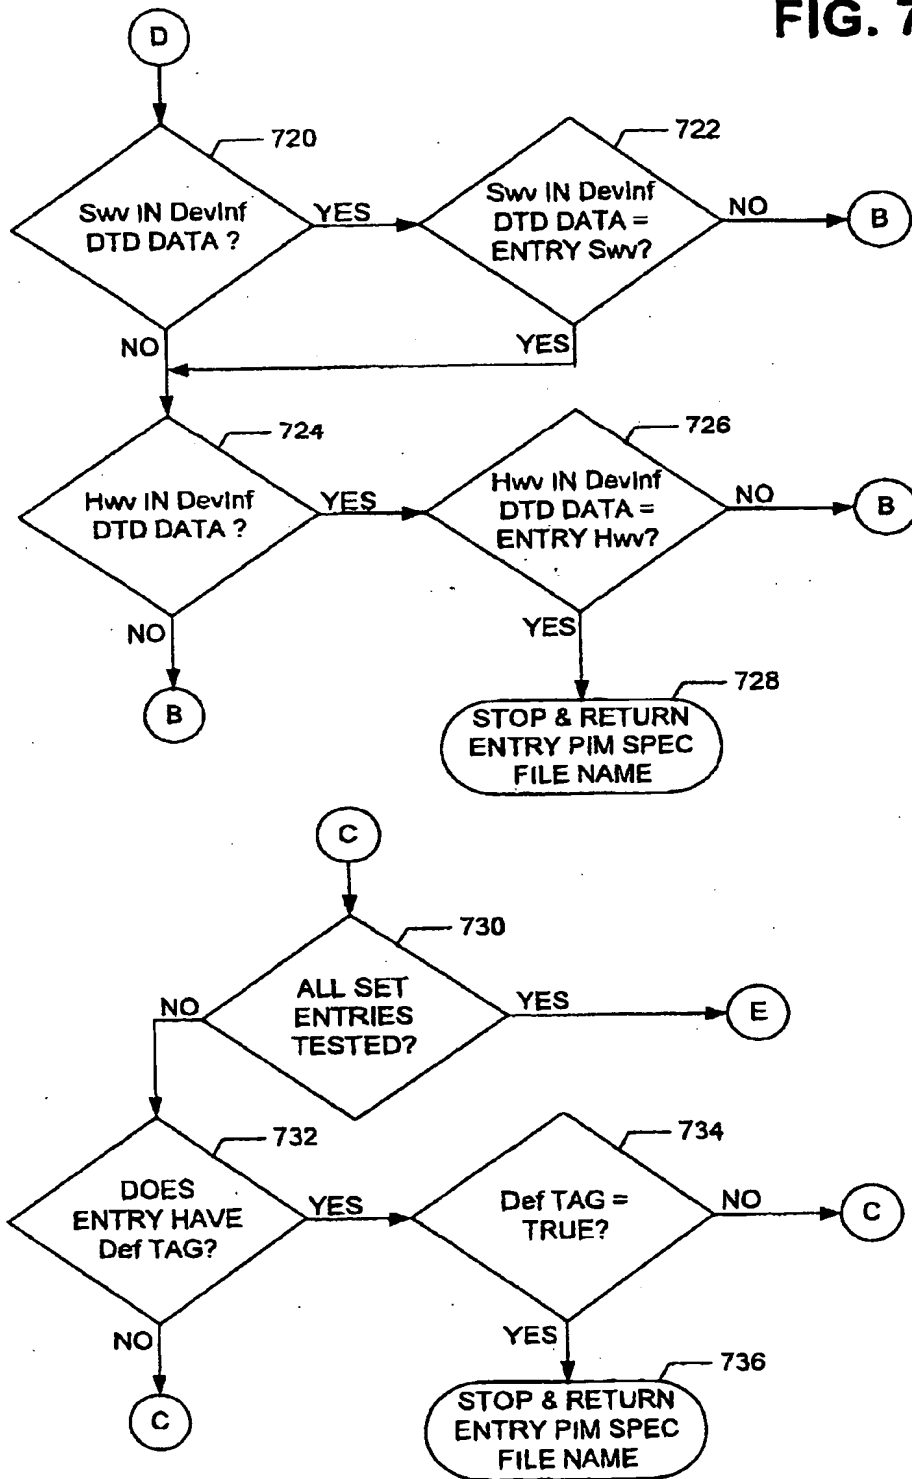 FIG. 7
D
720
Swv IN DevInf
DTD DATA ?
YES
NO
722
Swv IN DevInf
DTD DATA =
ENTRY Swv?
NO
B
YES
724
Hwv IN DevInf
DTD DATA ?
YES
NO
B
726
Hwv IN DevInf
DTD DATA =
ENTRY Hwv?
NO
B
YES
728
STOP & RETURN
ENTRY PIM SPEC
FILE NAME
C
730
ALL SET
ENTRIES
TESTED?
NO
YES
E
732
DOES
ENTRY HAVE
Def TAG?
YES
NO
C
734
Def TAG =
TRUE?
NO
C
YES
736
STOP & RETURN
ENTRY PIM SPEC
FILE NAME